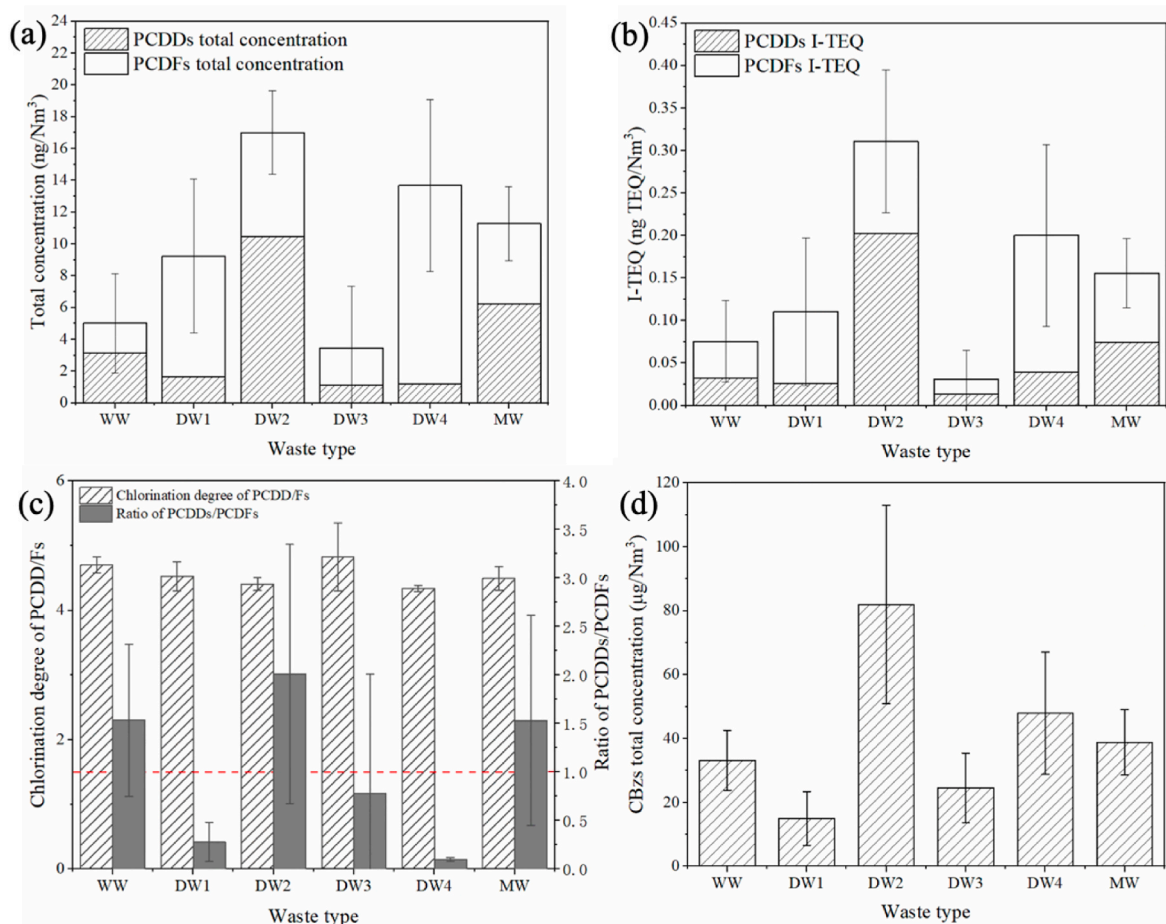 (a)
PCDDs total concentration
PCDFs total concentration
Total concentration (ng/Nm³)
24
22
20
18
16
14
12
10
8
6
4
2
0
WW DW1 DW2 DW3 DW4 MW
Waste type
(b)
PCDDs I-TEQ
PCDFs I-TEQ
I-TEQ (ng TEQ/Nm³)
0.45
0.40
0.35
0.30
0.25
0.20
0.15
0.10
0.05
0.00
WW DW1 DW2 DW3 DW4 MW
Waste type
(c)
Chlorination degree of PCDD/Fs
Ratio of PCDDs/PCDFs
Chlorination degree of PCDD/Fs
6
4
2
0
Ratio of PCDDs/PCDFs
4.0
3.5
3.0
2.5
2.0
1.5
1.0
0.5
0.0
WW DW1 DW2 DW3 DW4 MW
Waste type
(d)
CBzs total concentration (μg/Nm³)
120
100
80
60
40
20
0
WW DW1 DW2 DW3 DW4 MW
Waste type